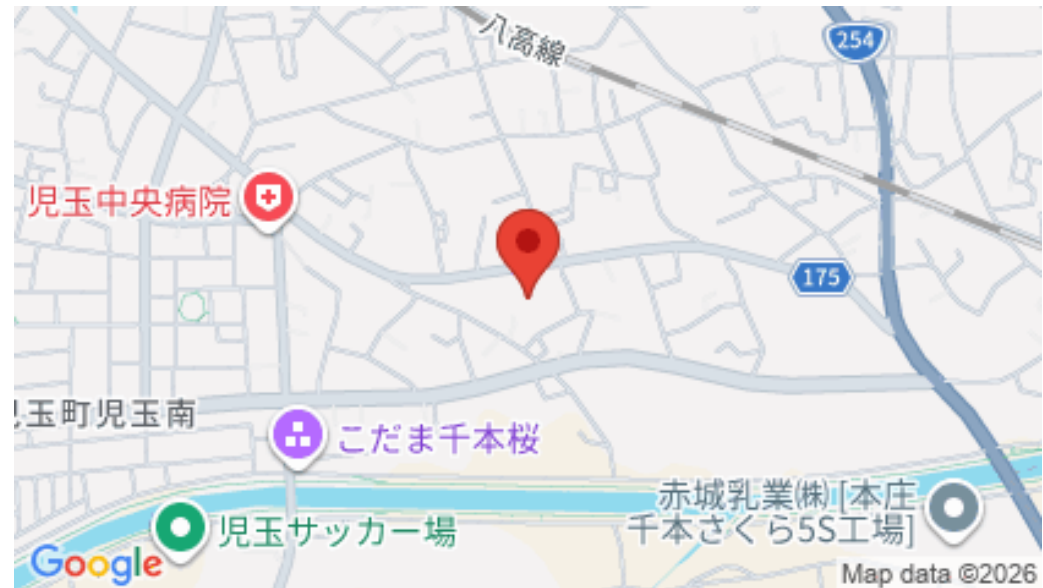 八高線
254
児玉中央病院
175
玉町児玉南
こだま千本桜
赤城乳業㈱ [本庄
千本さくら5S工場]
児玉サッカー場
Google
Map data ©2026